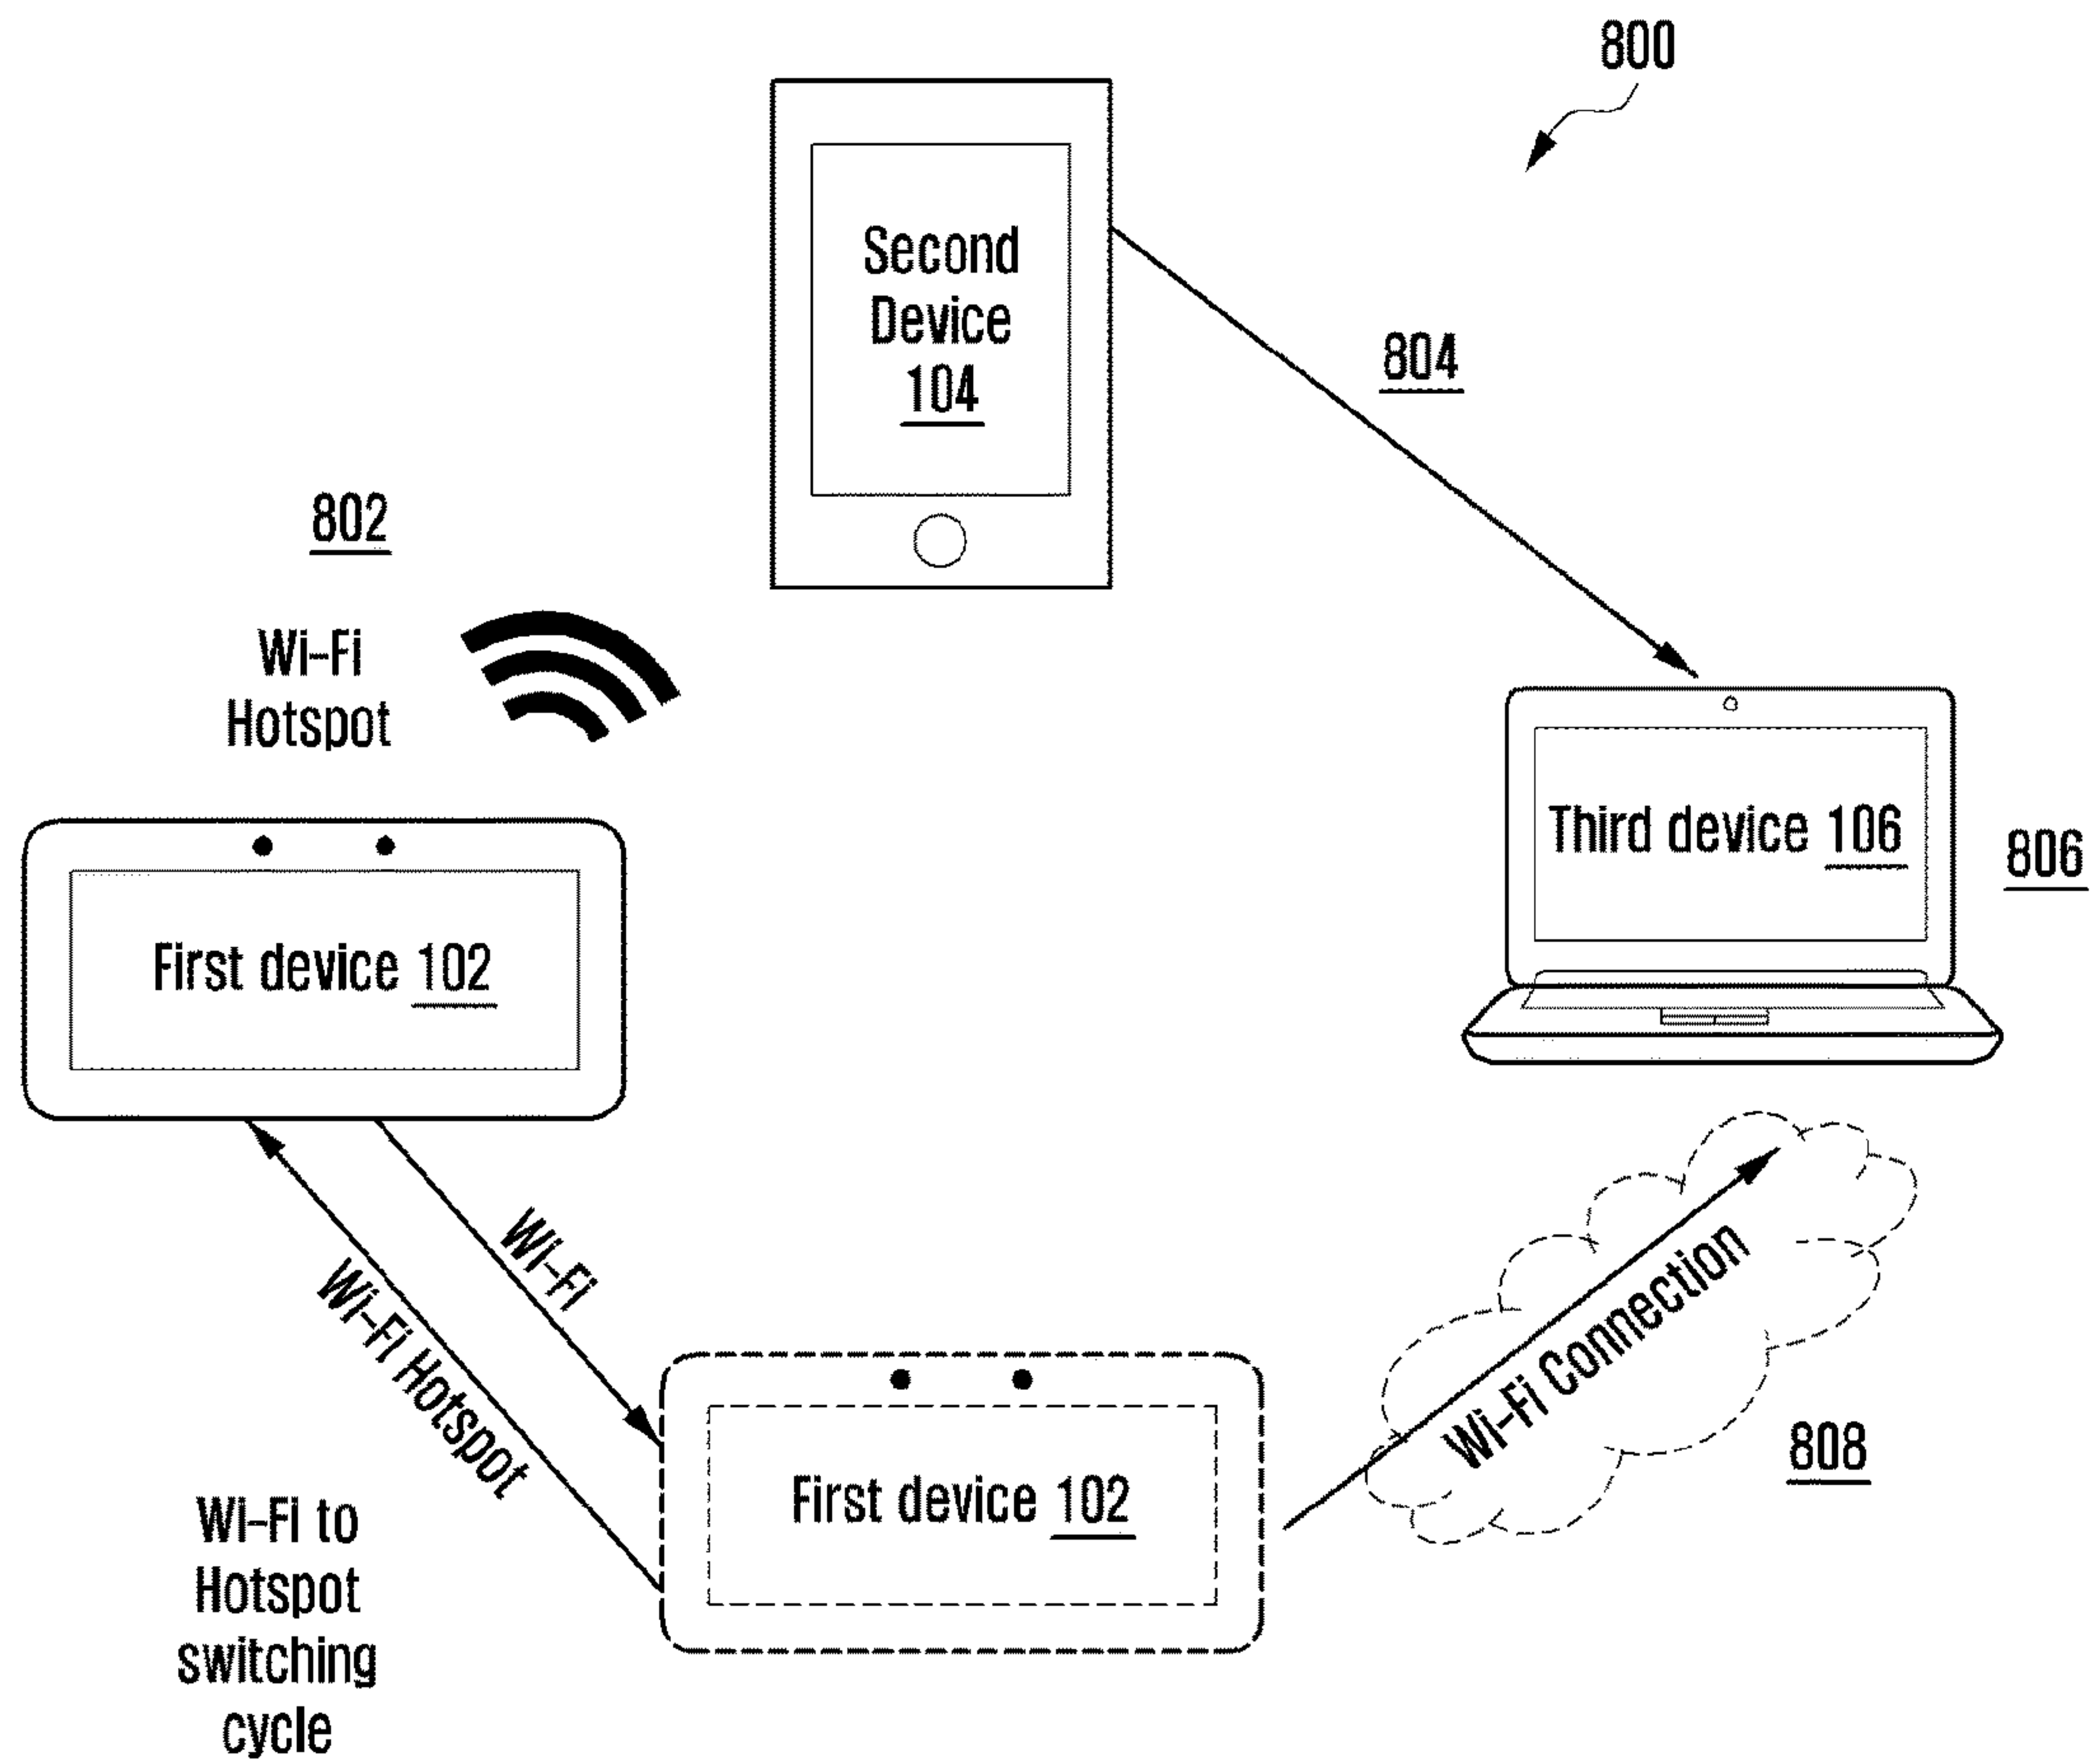 800
Second
Device
104
804
802
Wi-Fi
Hotspot
Third device 106
806
First device 102
Wi-Fi
Wi-Fi Hotspot
Wi-Fi Connection
808
First device 102
Wi-Fi to
Hotspot
switching
cycle